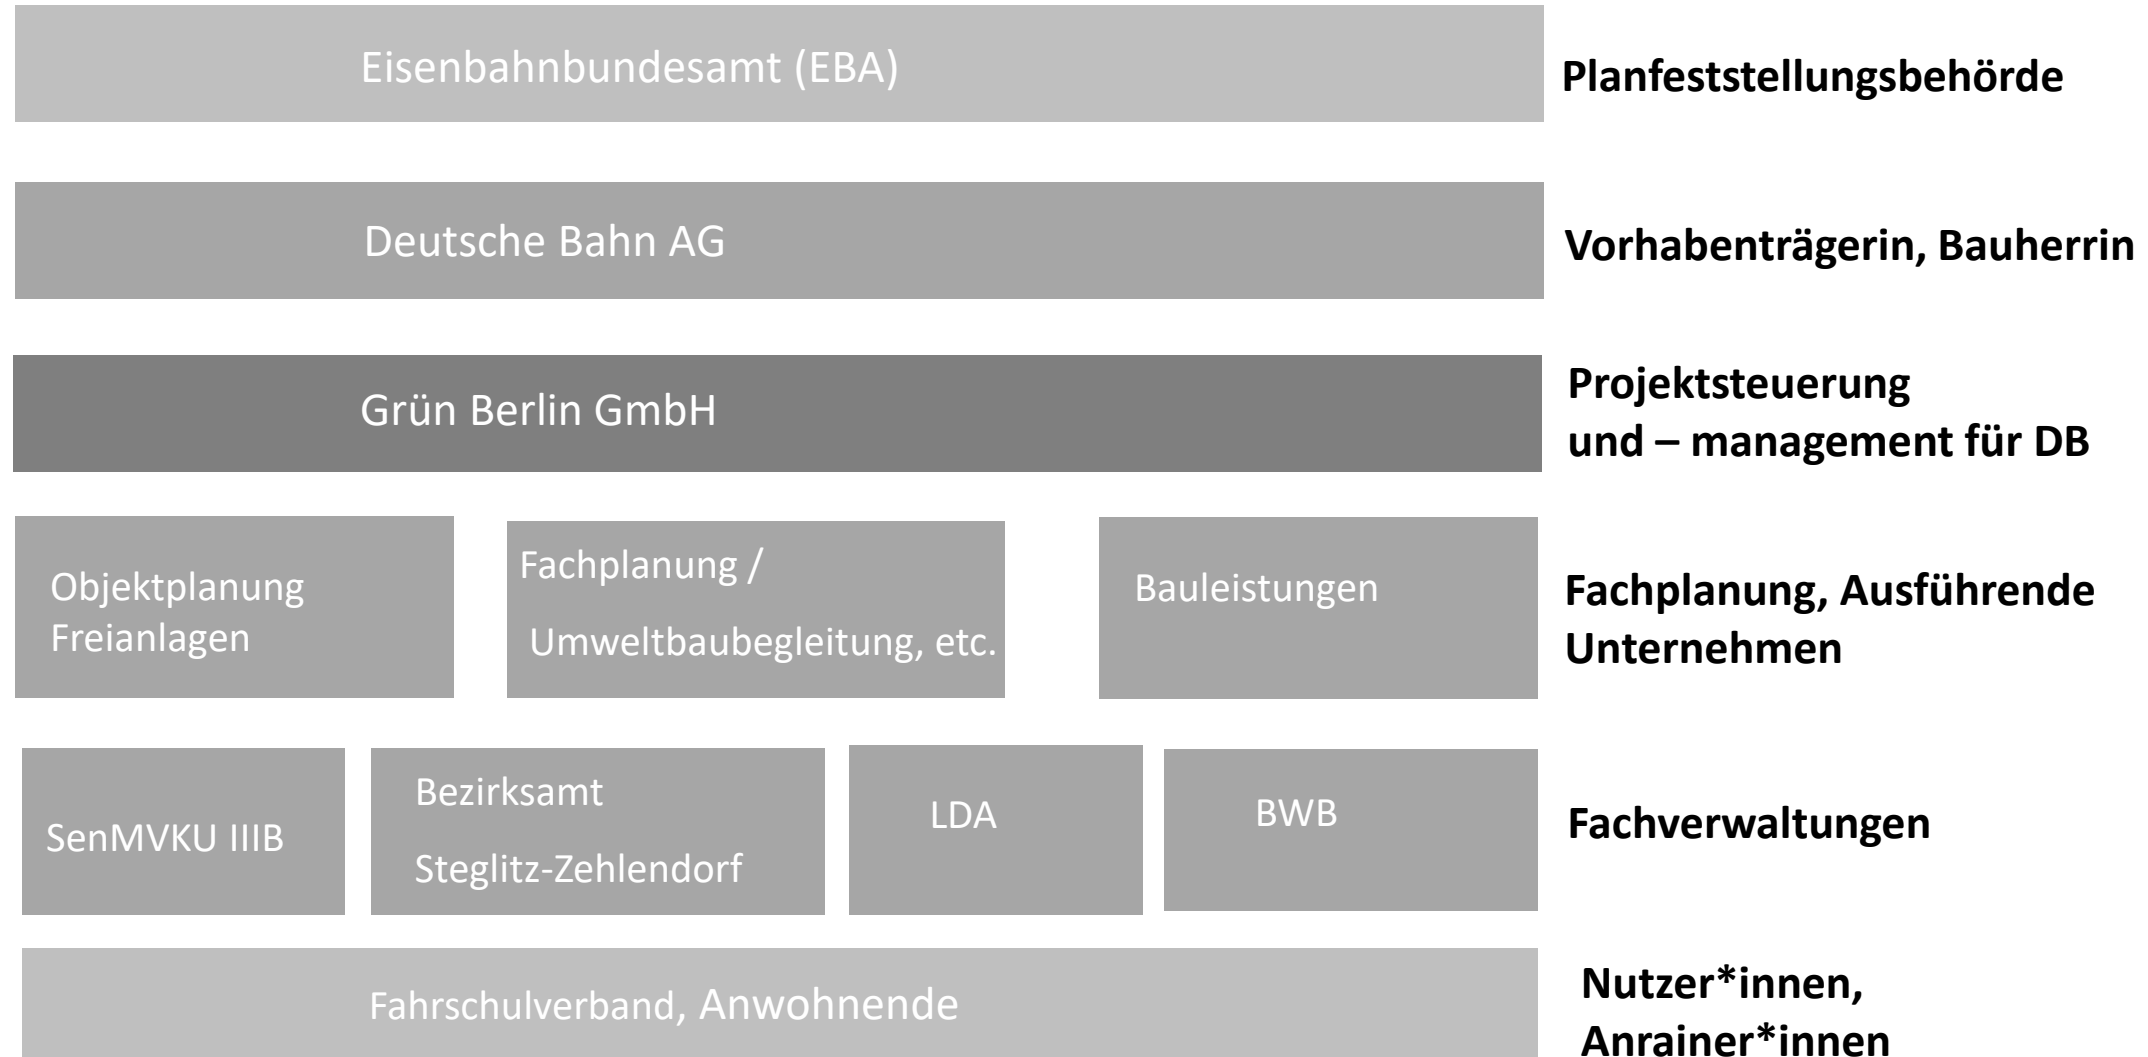 Eisenbahnbundesamt (EBA)
Planfeststellungsbehörde
Deutsche Bahn AG
Vorhabenträgerin, Bauherrin
Grün Berlin GmbH
Projektsteuerung
und – management für DB
Objektplanung
Freianlagen
Fachplanung /
Umweltbaubegleitung, etc.
Bauleistungen
Fachplanung, Ausführende
Unternehmen
SenMVKU IIIB
Bezirksamt
Steglitz-Zehlendorf
LDA
BWB
Fachverwaltungen
Fahrschulverband, Anwohnende
Nutzer*innen,
Anrainer*innen